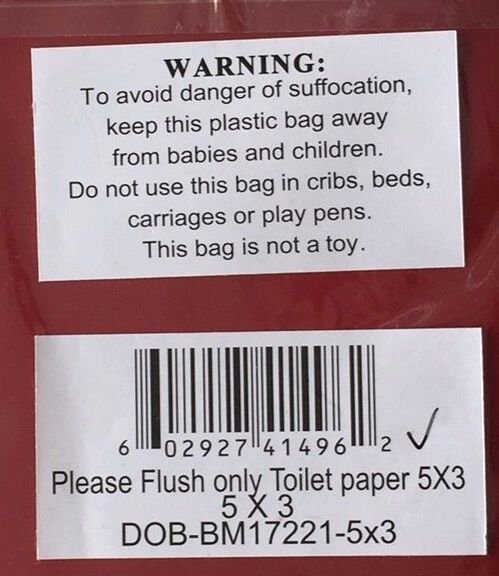 WARNING:
To avoid danger of suffocation,
keep this plastic bag away
from babies and children.
Do not use this bag in cribs, beds,
carriages or play pens.
This bag is not a toy.
6 02927 41496 2
Please Flush only Toilet paper 5X3
5 X 3
DOB-BM17221-5x3